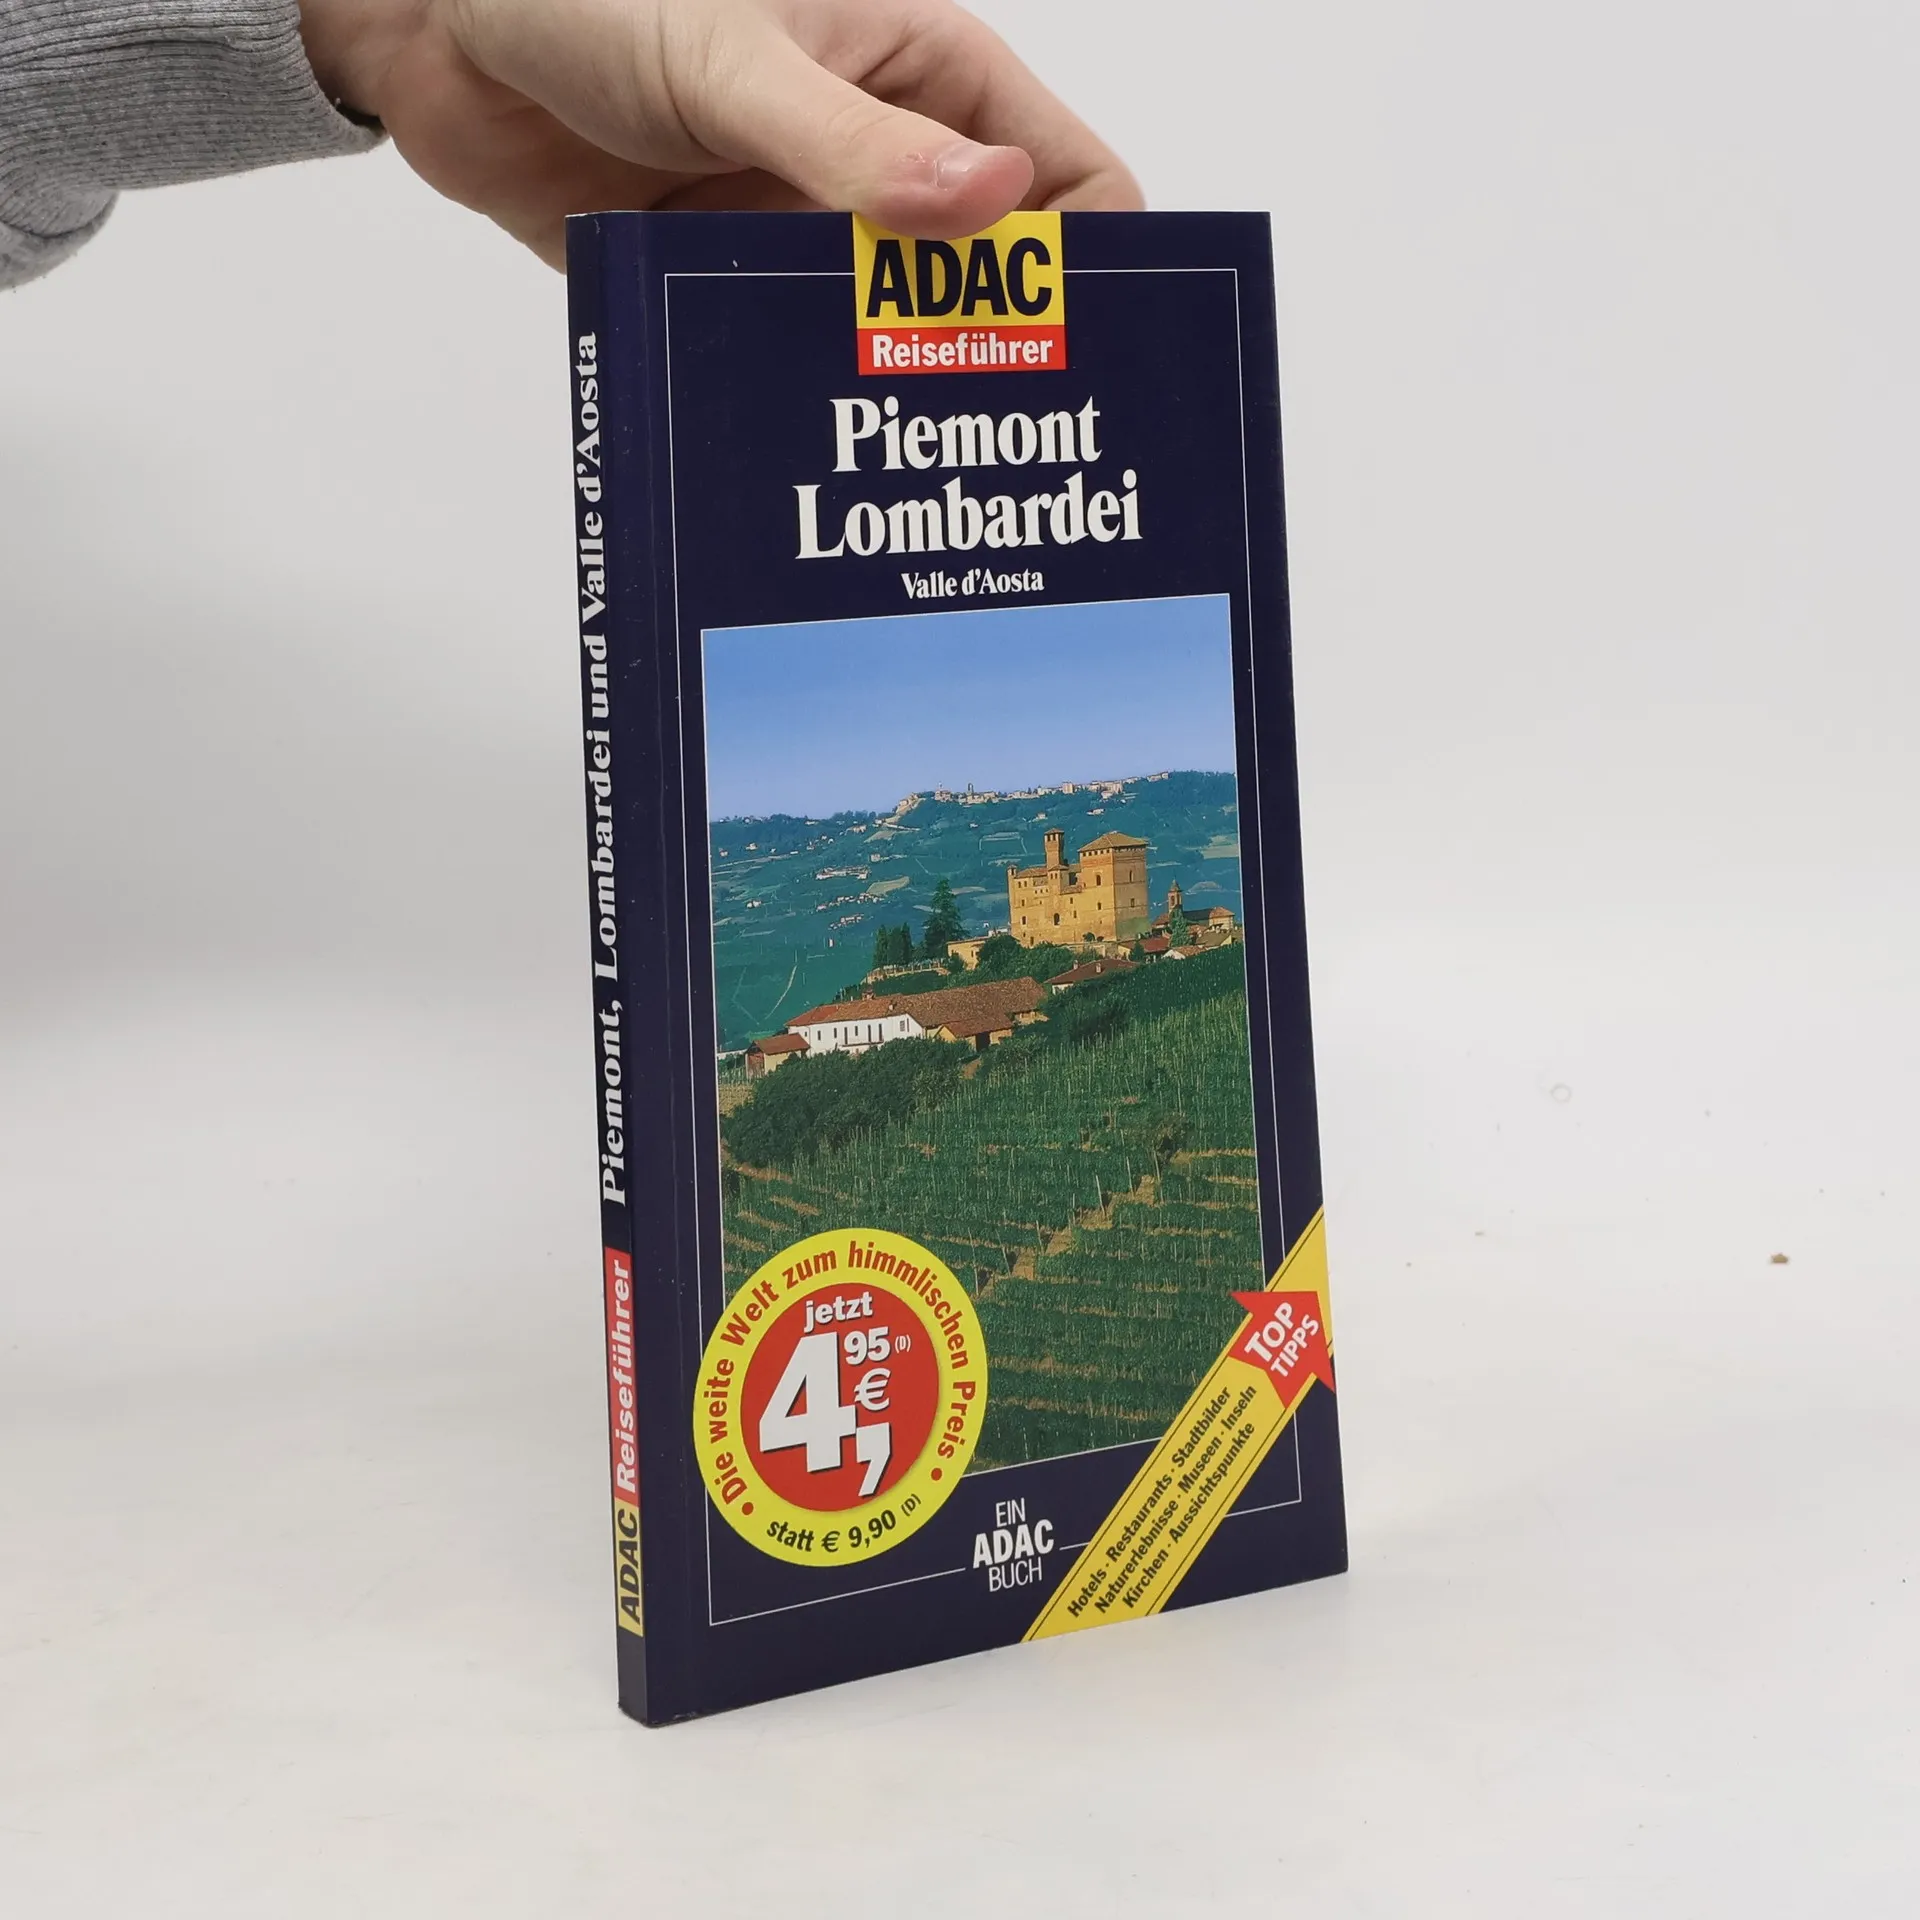 ADAC
Reiseführer
Piemont
Lombardei
Valle d'Aosta
Piemont, Lombardei und Valle d'Aosta
Reiseführer
ADAC
• Die weite Welt zum himmlischen Preis •
jetzt
4,95 (D)
€
statt € 9,90 (D)
EIN
ADAC
BUCH
TOP
TIPPS
Hotels · Restaurants · Stadtbilder
Naturerlebnisse · Museen · Inseln
Kirchen · Aussichtspunkte